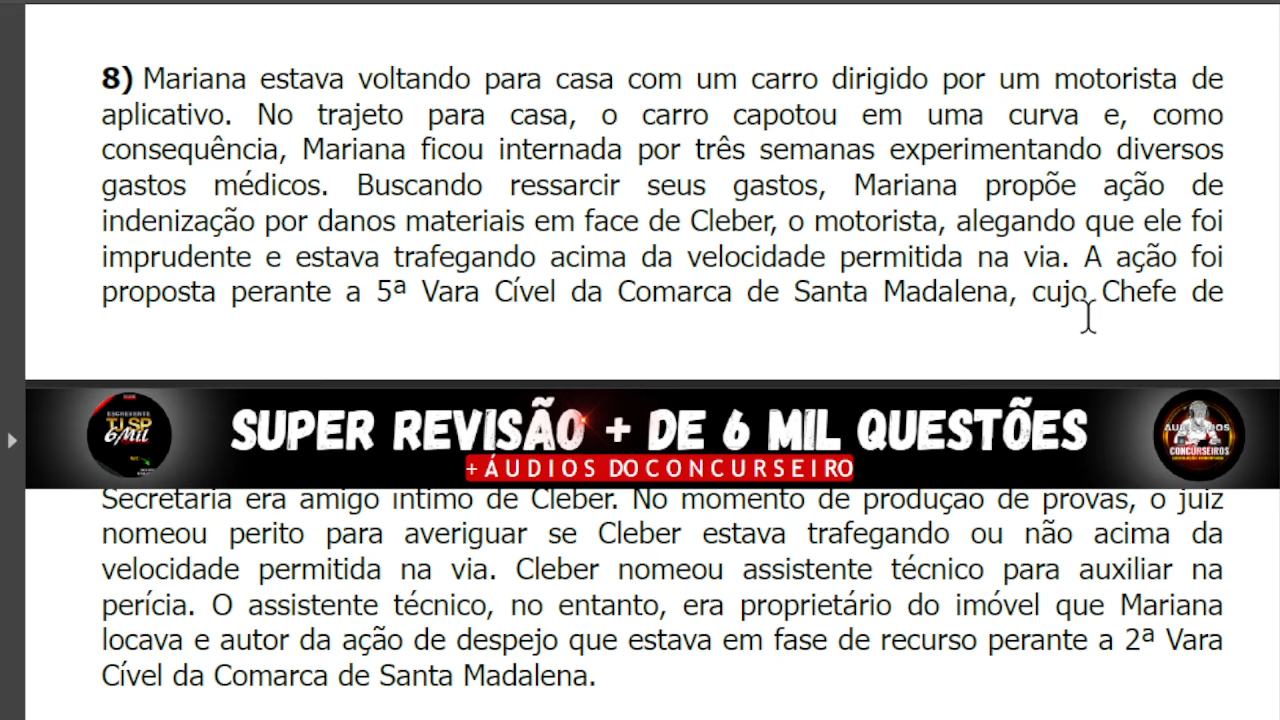 8) Mariana estava voltando para casa com um carro dirigido por um motorista de
aplicativo. No trajeto para casa, o carro capotou em uma curva e, como
consequência, Mariana ficou internada por três semanas experimentando diversos
gastos médicos. Buscando ressarcir seus gastos, Mariana propõe ação de
indenização por danos materiais em face de Cleber, o motorista, alegando que ele foi
imprudente e estava trafegando acima da velocidade permitida na via. A ação foi
proposta perante a 5ª Vara Cível da Comarca de Santa Madalena, cujo Chefe de
ESCREVENTE
TJ SP
6 Mil
SUPER REVISÃO + DE 6 MIL QUESTÕES
+ ÁUDIOS DO CONCURSEIRO
CONCURSEIROS
Secretaria era amigo íntimo de Cleber. No momento de produção de provas, o juiz
nomeou perito para averiguar se Cleber estava trafegando ou não acima da
velocidade permitida na via. Cleber nomeou assistente técnico para auxiliar na
perícia. O assistente técnico, no entanto, era proprietário do imóvel que Mariana
locava e autor da ação de despejo que estava em fase de recurso perante a 2ª Vara
Cível da Comarca de Santa Madalena.